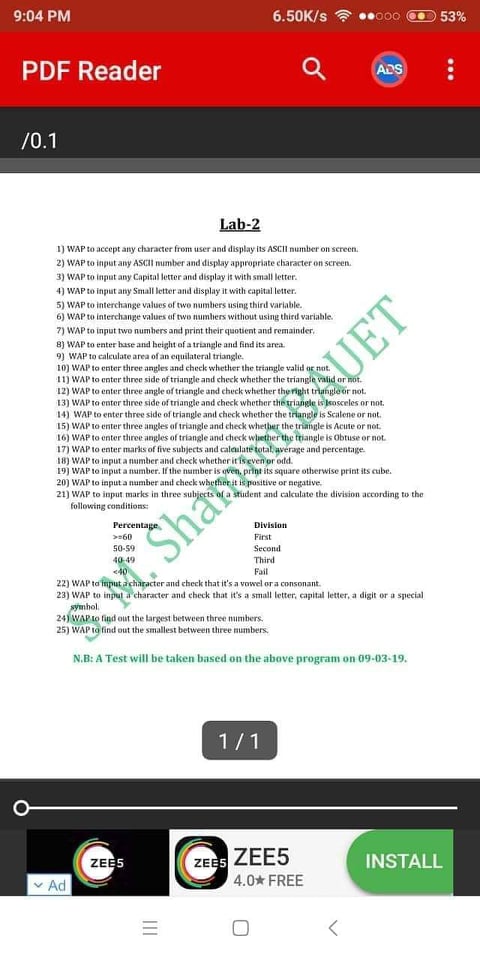 9:04 PM
6.50K/s
53%
PDF Reader
ADS
/0.1
Lab-2
1) WAP to accept any character from user and display its ASCII number on screen.
2) WAP to input any ASCII number and display appropriate character on screen.
3) WAP to input any Capital letter and display it with small letter.
4) WAP to input any Small letter and display it with capital letter.
5) WAP to interchange values of two numbers using third variable.
6) WAP to interchange values of two numbers without using third variable.
7) WAP to input two numbers and print their quotient and remainder.
8) WAP to enter base and height of a triangle and find its area.
9) WAP to calculate area of an equilateral triangle.
10) WAP to enter three angles and check whether the triangle valid or not.
11) WAP to enter three side of triangle and check whether the triangle valid or not.
12) WAP to enter three angle of triangle and check whether the right triangle or not.
13) WAP to enter three side of triangle and check whether the triangle is Isosceles or not.
14) WAP to enter three side of triangle and check whether the triangle is Scalene or not.
15) WAP to enter three angles of triangle and check whether the triangle is Acute or not.
16) WAP to enter three angles of triangle and check whether the triangle is Obtuse or not.
17) WAP to enter marks of five subjects and calculate total, average and percentage.
18) WAP to input a number and check whether it is even or odd.
19) WAP to input a number. If the number is even, print its square otherwise print its cube.
20) WAP to input a number and check whether it is positive or negative.
21) WAP to input marks in three subjects of a student and calculate the division according to the
following conditions:
Percentage Division
>=60 First
50-59 Second
40-49 Third
<40 Fail
22) WAP to input a character and check that it's a vowel or a consonant.
23) WAP to input a character and check that it's a small letter, capital letter, a digit or a special
symbol.
24) WAP to find out the largest between three numbers.
25) WAP to find out the smallest between three numbers.
N.B: A Test will be taken based on the above program on 09-03-19.
S. M. Shamim, BAUET
1 / 1
ZEE5
Ad
ZEE5
ZEE5
4.0★ FREE
INSTALL